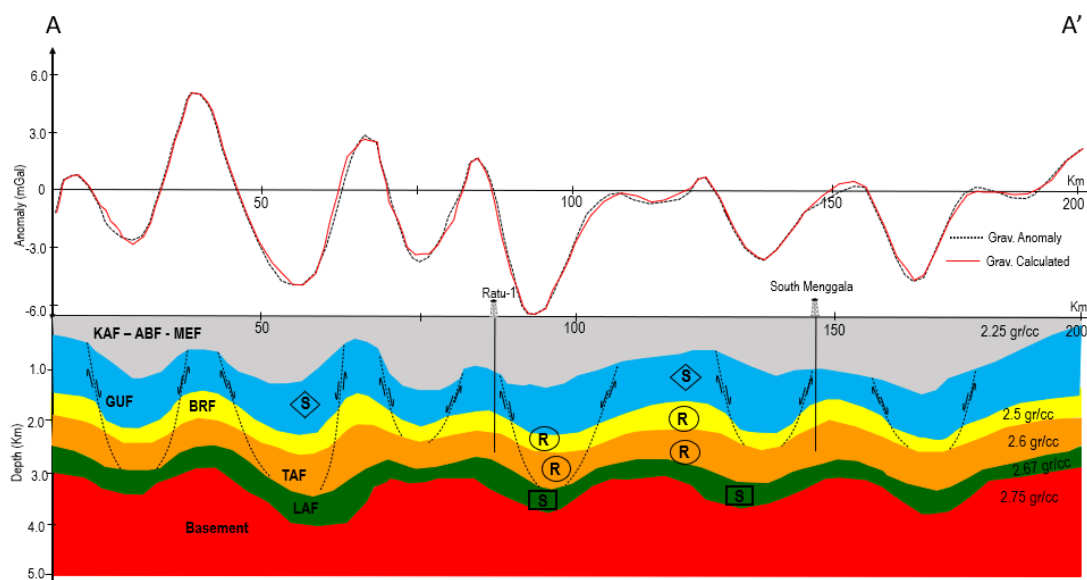 A A’
6.0
3.0
0
-3.0
-6.0
Anomaly (mGal)
50 100 150 200
Km
Grav. Anomaly
Grav. Calculated
Ratu-1
South Menggala
Km
50 100 150 200
KAF – ABF - MEF
2.25 gr/cc
1.0
2.0
3.0
4.0
5.0
Depth (Km)
GUF
BRF
S
S
R
R
R
R
TAF
LAF
S
S
Basement
2.5 gr/cc
2.6 gr/cc
2.67 gr/cc
2.75 gr/cc